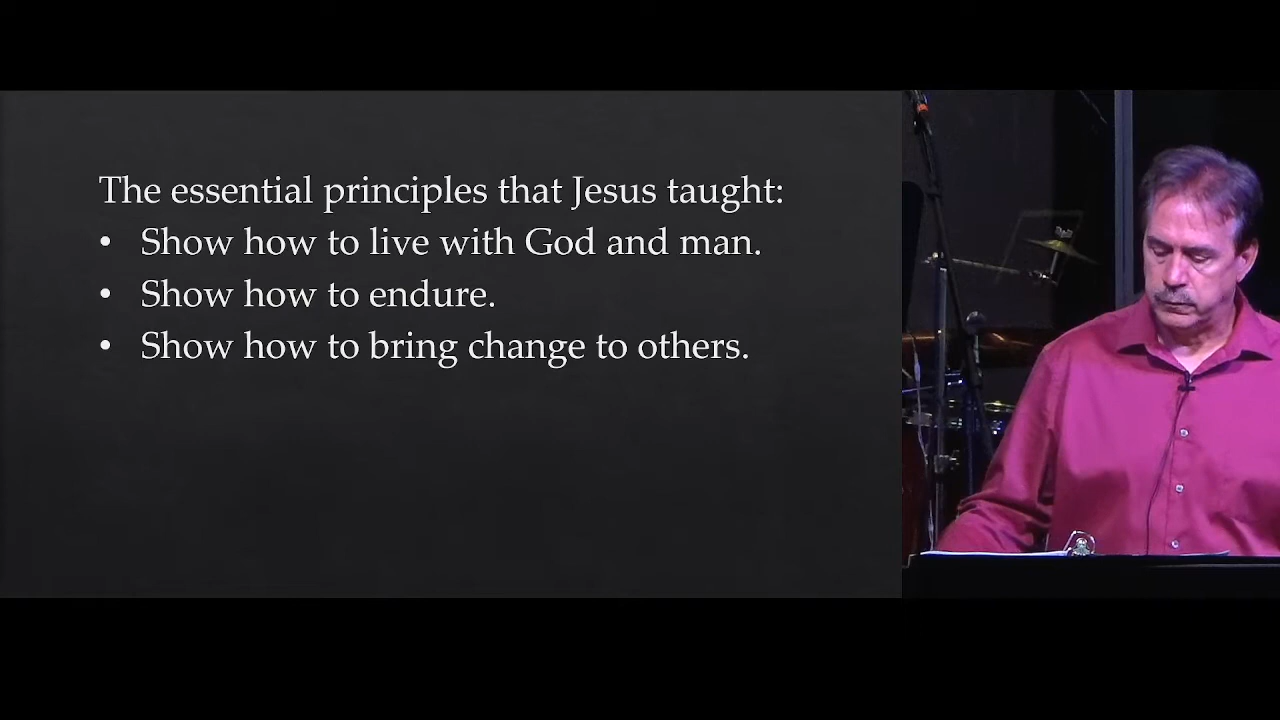 The essential principles that Jesus taught:
• Show how to live with God and man.
• Show how to endure.
• Show how to bring change to others.